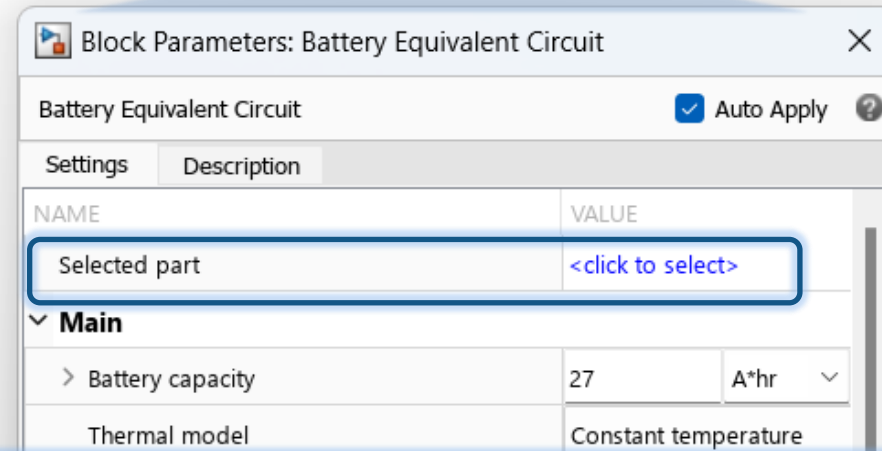 Block Parameters: Battery Equivalent Circuit
Battery Equivalent Circuit Auto Apply ?
Settings Description
NAME VALUE
Selected part <click to select>
Main
Battery capacity 27 A*hr
Thermal model Constant temperature